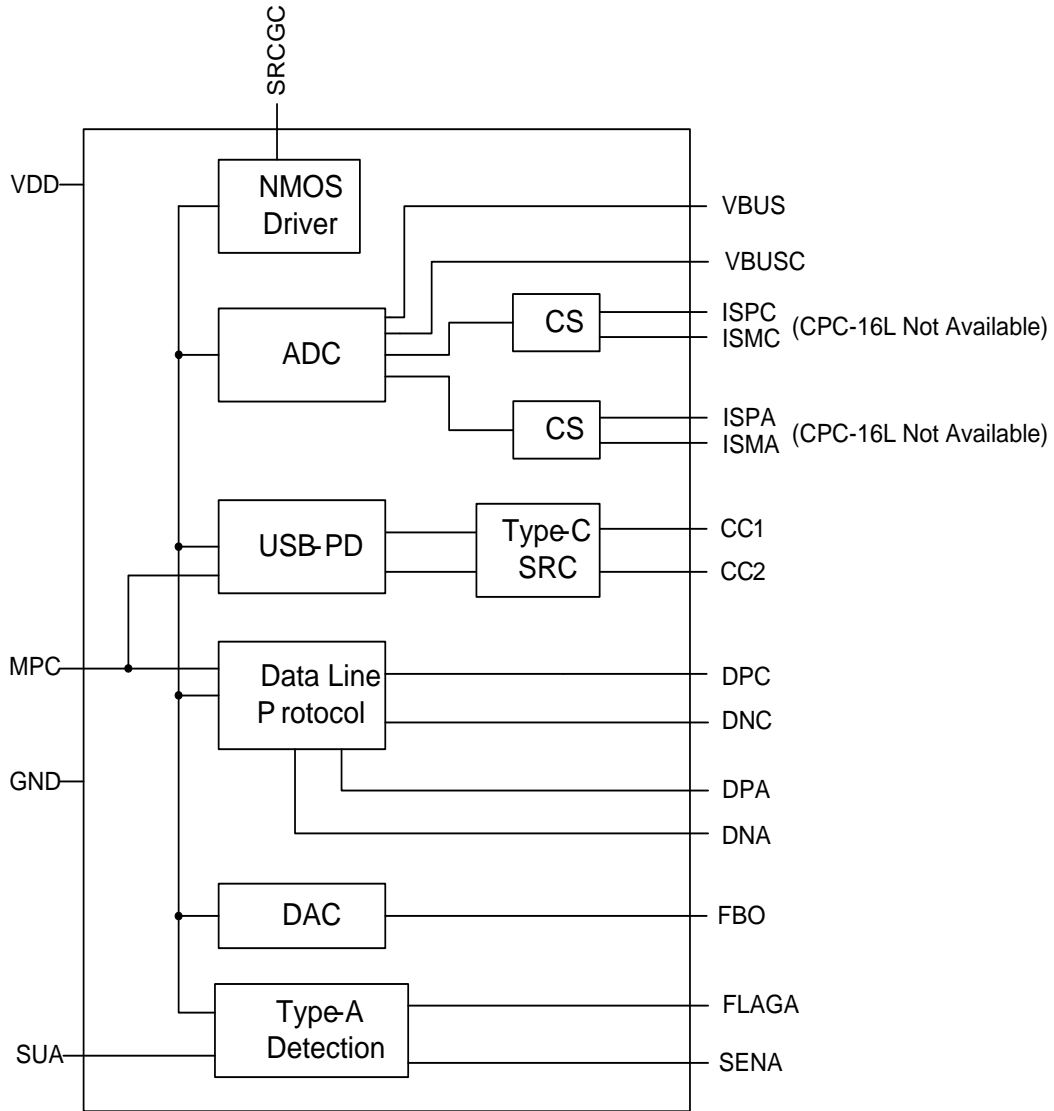 SRCGC
VDD
NMOS
Driver
VBUS
VBUSC
ADC
CS
ISPC
ISMC
(CPC-16L Not Available)
CS
ISPA
ISMA
(CPC-16L Not Available)
USB-PD
Type-C
SRC
CC1
CC2
MPC
Data Line
Protocol
DPC
DNC
GND
DPA
DNA
DAC
FBO
Type-A
Detection
FLAGA
SUA
SENA